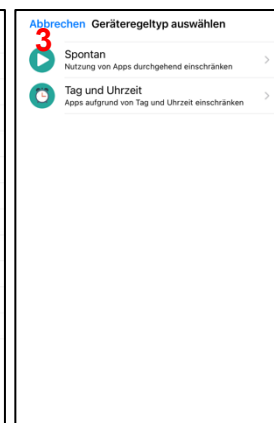 Abbrechen Geräteregeltyp auswählen
3
Spontan
Nutzung von Apps durchgehend einschränken
Tag und Uhrzeit
Apps aufgrund von Tag und Uhrzeit einschränken